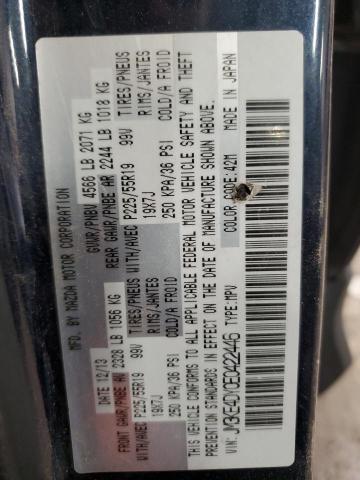 MFD. BY MAZDA MOTOR CORPORATION
DATE 12/13 GVWR/PNBV 4566 LB 2071 KG
FRONT GAWR/PNBE AV 2328 LB 1056 KG REAR GAWR/PNBE AR 2244 LB 1018 KG
WITH/AVEC P225/55R19 99V TIRES/PNEUS WITH/AVEC P225/55R19 99V TIRES/PNEUS
19X7J RIMS/JANTES 19X7J RIMS/JANTES
250 KPA/36 PSI COLD/A FROID 250 KPA/36 PSI COLD/A FROID
THIS VEHICLE CONFORMS TO ALL APPLICABLE FEDERAL MOTOR VEHICLE SAFETY AND THEFT
PREVENTION STANDARDS IN EFFECT ON THE DATE OF MANUFACTURE SHOWN ABOVE.
VIN: JM3KE4DY0E0422446 TYPE: MPV COLOR CODE: 42M MADE IN JAPAN